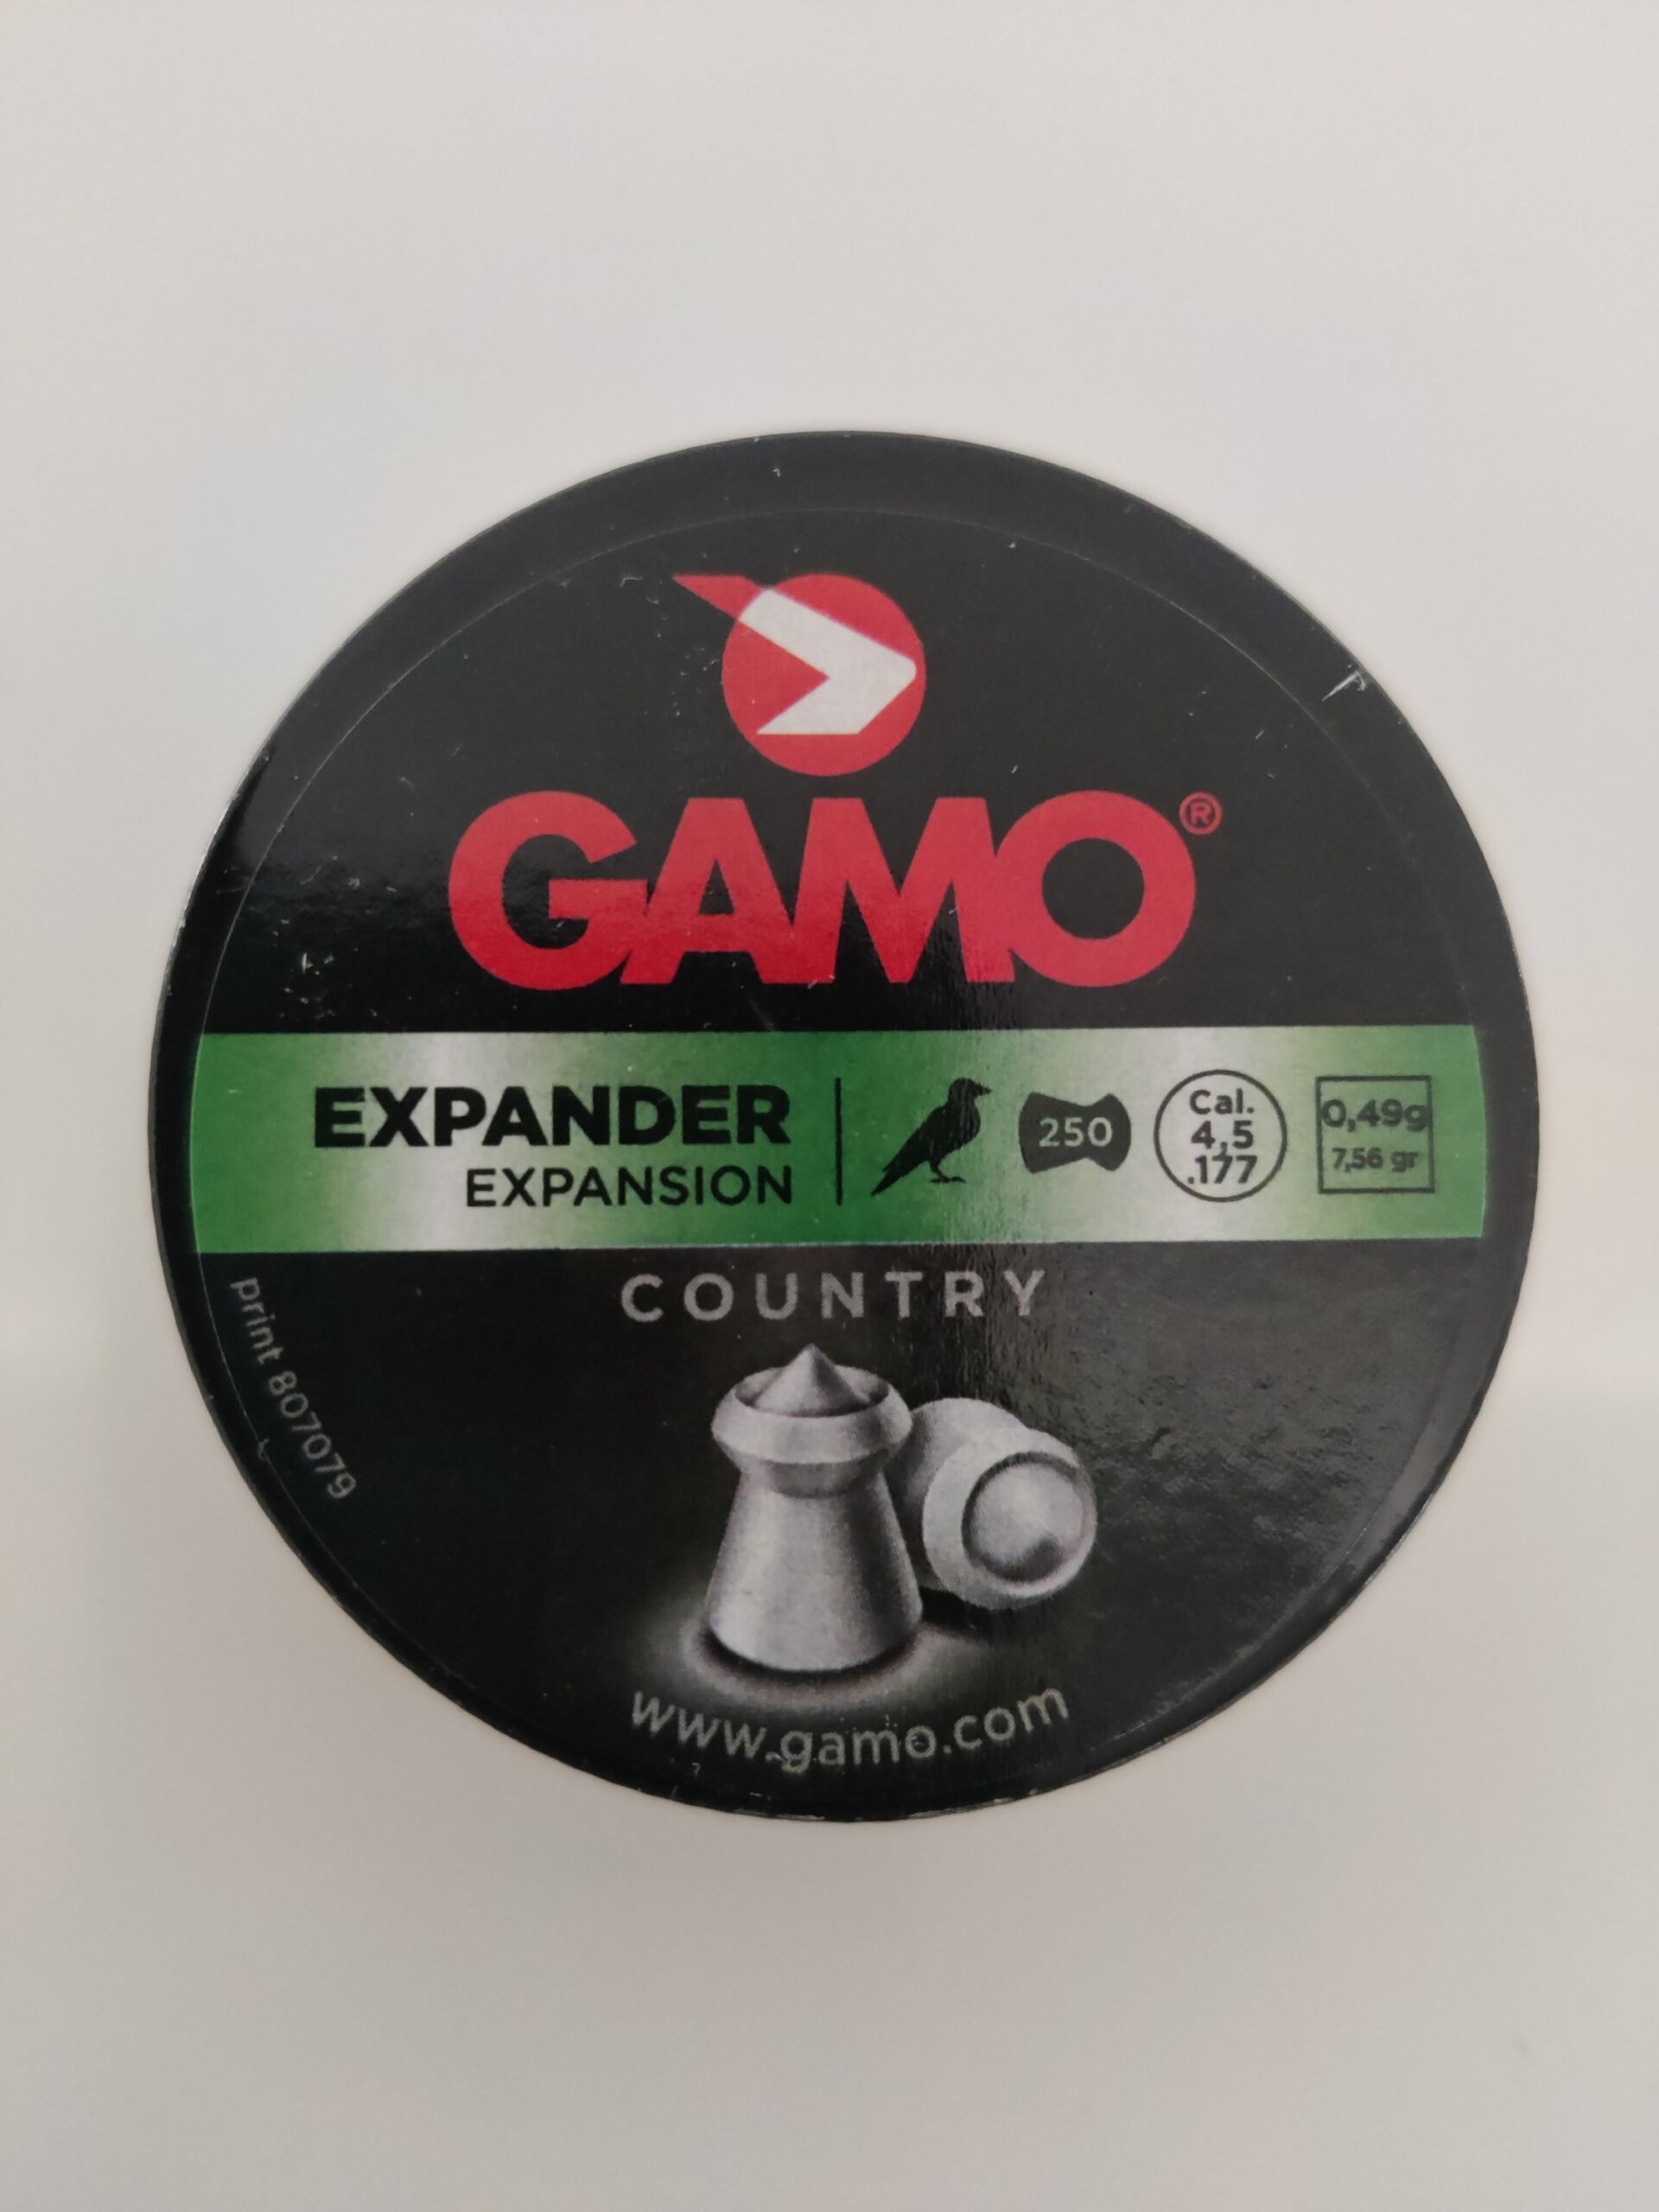 GAMO®
EXPANDER
EXPANSION
250
Cal.
4,5
.177
0,49g
7,56 gr
COUNTRY
print 807079
www.gamo.com